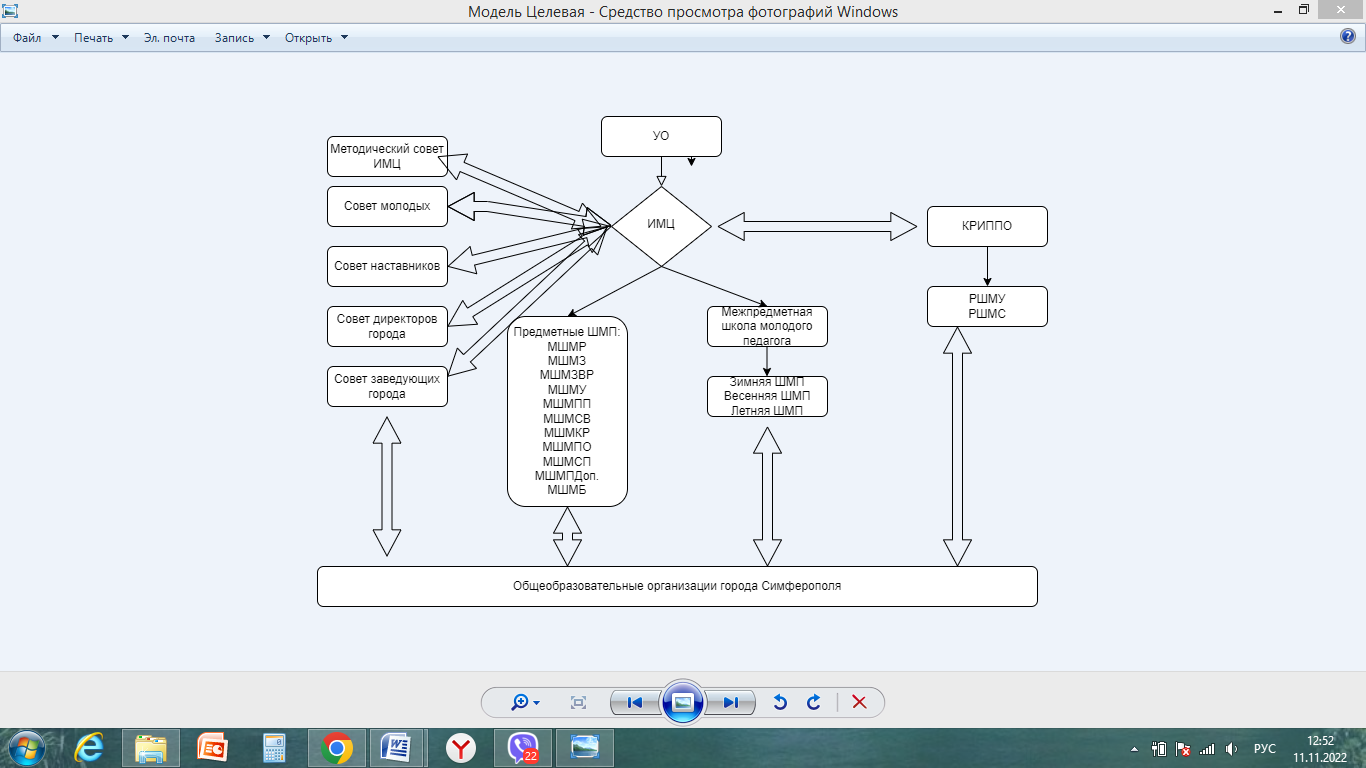 Модель Целевая - Средство просмотра фотографий Windows
Файл Печать Эл. почта Запись Открыть
УО
Методический совет
ИМЦ
Совет молодых
Совет наставников
Совет директоров
города
Совет заведующих
города
ИМЦ
КРИППО
РШМУ
РШМС
Предметные ШМП:
МШМР
МШМЗ
МШМЗВР
МШМУ
МШМПП
МШМСВ
МШМКР
МШМПО
МШМСП
МШМПДоп.
МШМБ
Межпредметная
школа молодого
педагога
Зимняя ШМП
Весенняя ШМП
Летняя ШМП
Общеобразовательные организации города Симферополя
22
РУС
12:52
11.11.2022